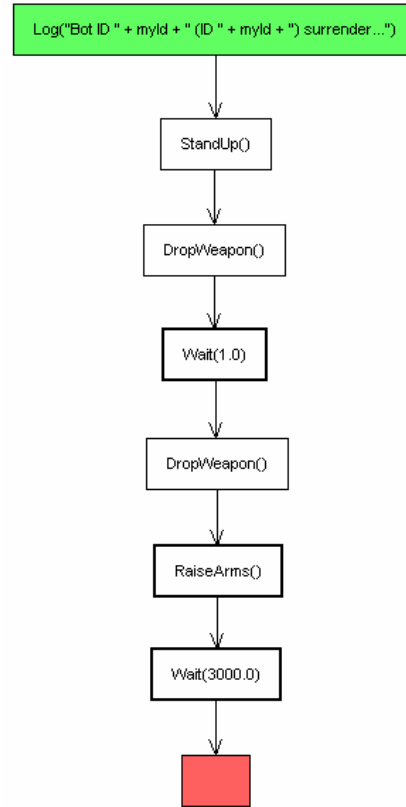 Log("Bot ID " + myId + " (ID " + myId + ") surrender...")
StandUp()
DropWeapon()
Wait(1.0)
DropWeapon()
RaiseArms()
Wait(3000.0)